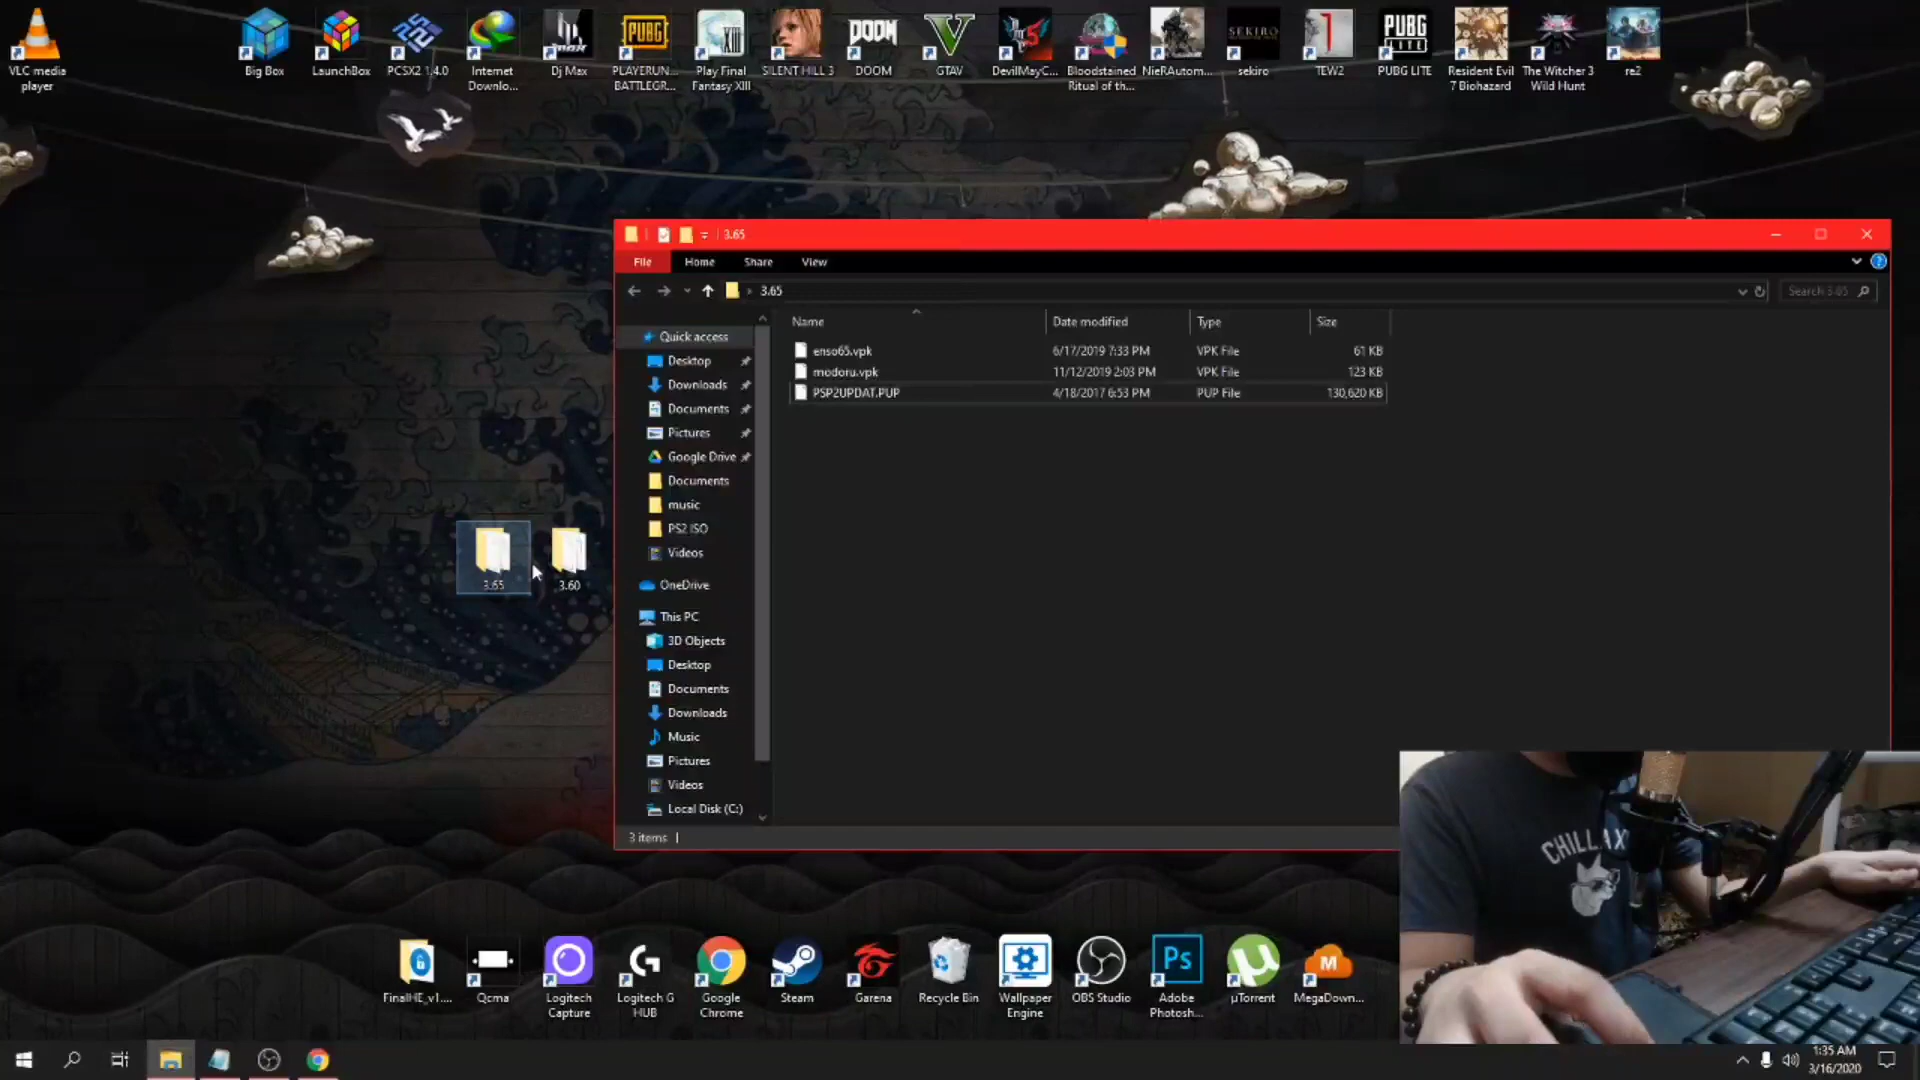 VLC media
player
Big Box
LaunchBox
PCSX2 1.4.0
Internet
Downlo...
Dj Max
PLAYERUN...
BATTLEGR...
Play Final
Fantasy XIII
SILENT HILL 3
DOOM
GTAV
DevilMayC...
Bloodstained
Ritual of th...
NieRAutom...
sekiro
TEW2
PUBG LITE
Resident Evil
7 Biohazard
The Witcher 3
Wild Hunt
re2
3.65
File
Home
Share
View
3.65
Search 3.65
Name
Date modified
Type
Size
enso65.vpk
6/17/2019 7:33 PM
VPK File
61 KB
modoru.vpk
11/12/2019 2:03 PM
VPK File
123 KB
PSP2UPDAT.PUP
4/18/2017 6:53 PM
PUP File
130,620 KB
Quick access
Desktop
Downloads
Documents
Pictures
Google Drive
Documents
music
PS2 ISO
Videos
OneDrive
This PC
3D Objects
Desktop
Documents
Downloads
Music
Pictures
Videos
Local Disk (C:)
3 items
3.65
3.60
CHILLAX
FinalHE_v1....
Qcma
Logitech
Capture
Logitech G
HUB
Google
Chrome
Steam
Garena
Recycle Bin
Wallpaper
Engine
OBS Studio
Adobe
Photosh...
µTorrent
MegaDown...
1:35 AM
3/16/2020